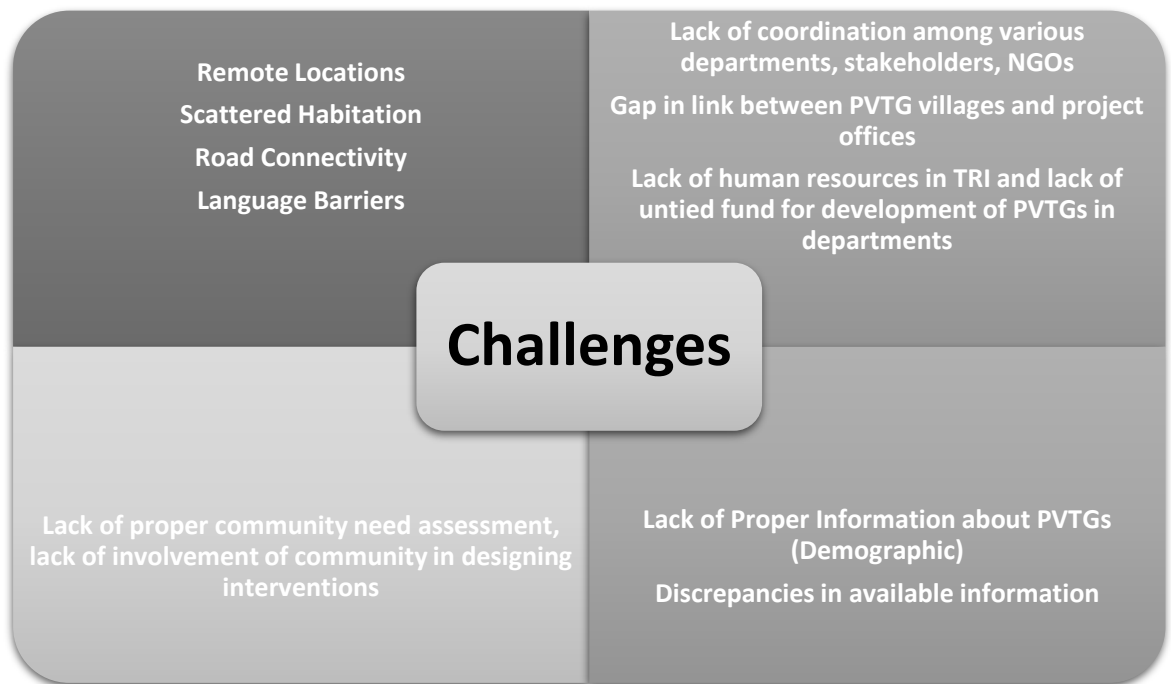 Remote Locations
Scattered Habitation
Road Connectivity
Language Barriers
Lack of coordination among various
departments, stakeholders, NGOs
Gap in link between PVTG villages and project
offices
Lack of human resources in TRI and lack of
untied fund for development of PVTGs in
departments
Challenges
Lack of proper community need assessment,
lack of involvement of community in designing
interventions
Lack of Proper Information about PVTGs
(Demographic)
Discrepancies in available information